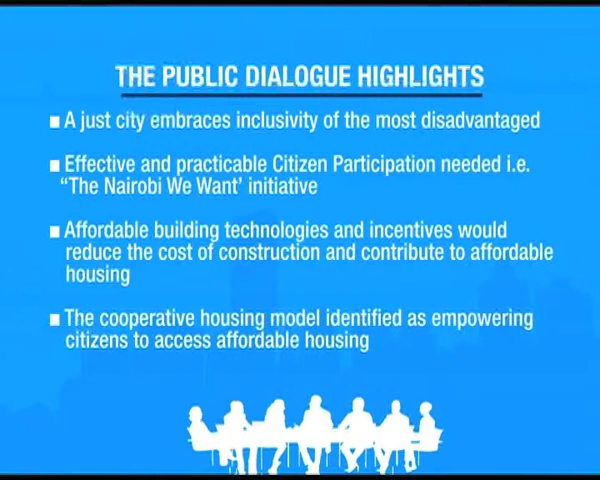 THE PUBLIC DIALOGUE HIGHLIGHTS
■ A just city embraces inclusivity of the most disadvantaged
■ Effective and practicable Citizen Participation needed i.e.
“The Nairobi We Want’ initiative
■ Affordable building technologies and incentives would
reduce the cost of construction and contribute to affordable
housing
■ The cooperative housing model identified as empowering
citizens to access affordable housing